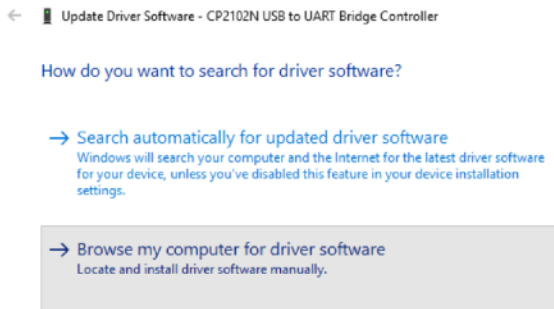 Update Driver Software - CP2102N USB to UART Bridge Controller
How do you want to search for driver software?
Search automatically for updated driver software
Windows will search your computer and the Internet for the latest driver software
for your device, unless you've disabled this feature in your device installation
settings.
Browse my computer for driver software
Locate and install driver software manually.